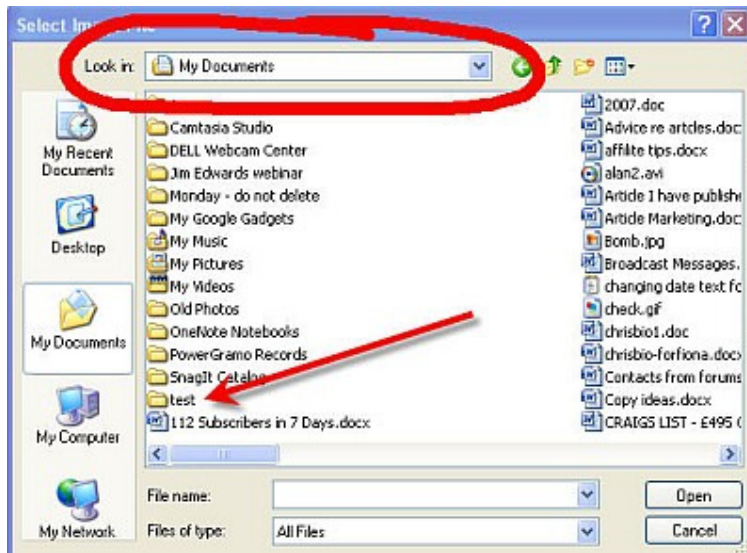 Select Im
Look in: My Documents
My Recent
Documents
Desktop
My Documents
My Computer
My Network
Camtasia Studio
DELL Webcam Center
Jim Edwards webinar
Monday - do not delete
My Google Gadgets
My Music
My Pictures
My Videos
Old Photos
OneNote Notebooks
PowerGramo Records
SnagIt Catalog
test
112 Subscribers in 7 Days.docx
2007.doc
Advice re artcles.doc
affilite tips.docx
alan2.avi
Article I have publishe
Article Marketing.doc
Bomb.jpg
Broadcast Messages.
changing date text fo
check.gif
chrisbio1.doc
chrisbio-forfiona.doc
Contacts from forums
Copy ideas.docx
CRAIGS LIST - £495 (
File name:
Open
Files of type: All Files
Cancel